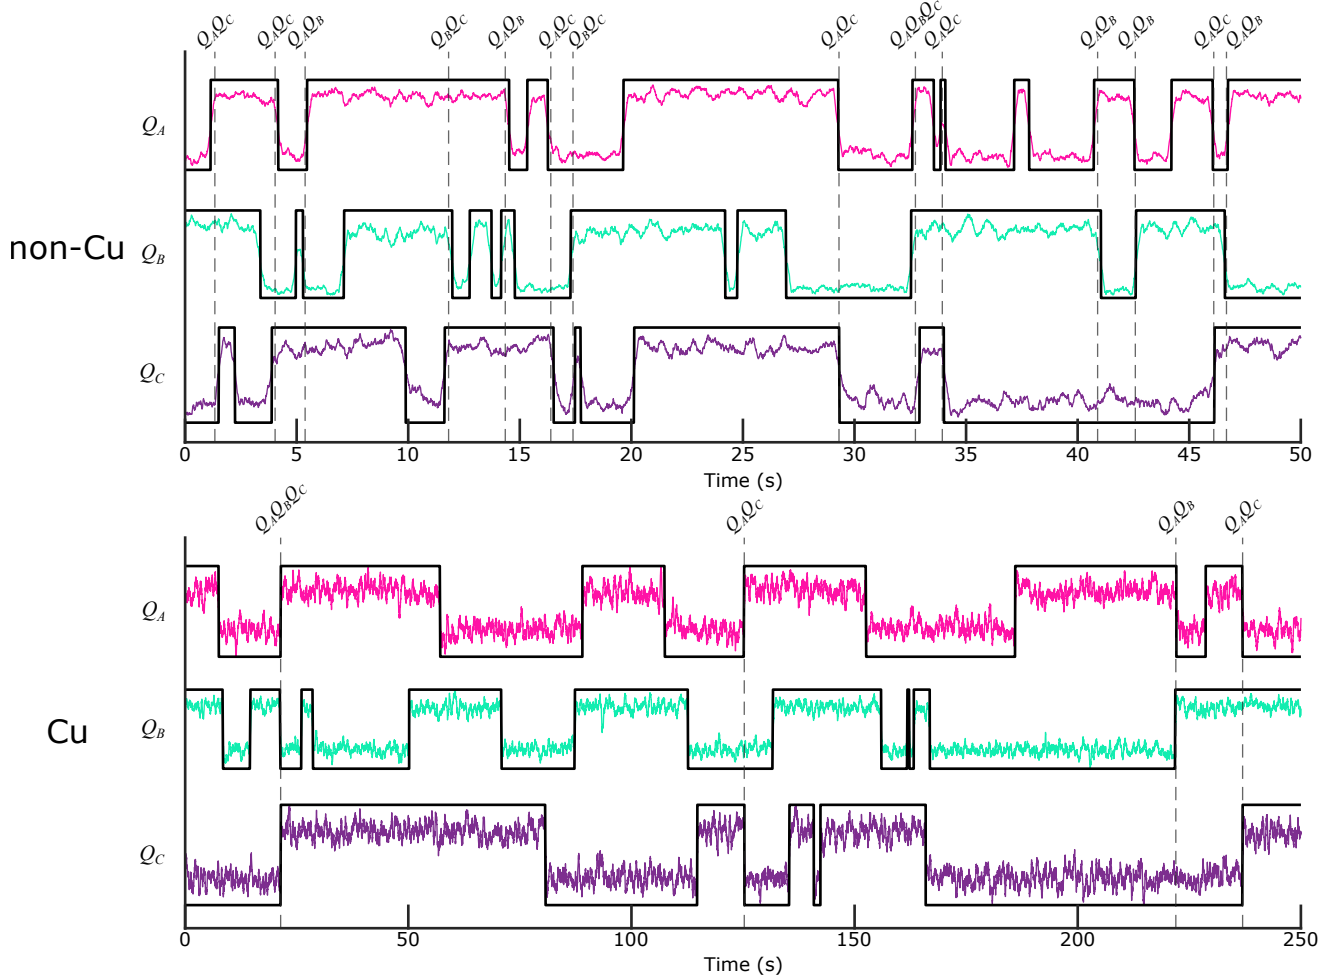 QAQC QAQC QAQB QBQC QAQB QAQC QBQC QAQC QAQBQC QAQC QAQB QAQB QAQC QAQB
QA
non-Cu QB
QC
0 5 10 15 20 25 30 35 40 45 50
Time (s)
QAQBQC QAQC QAQB QAQC
QA
Cu QB
QC
0 50 100 150 200 250
Time (s)